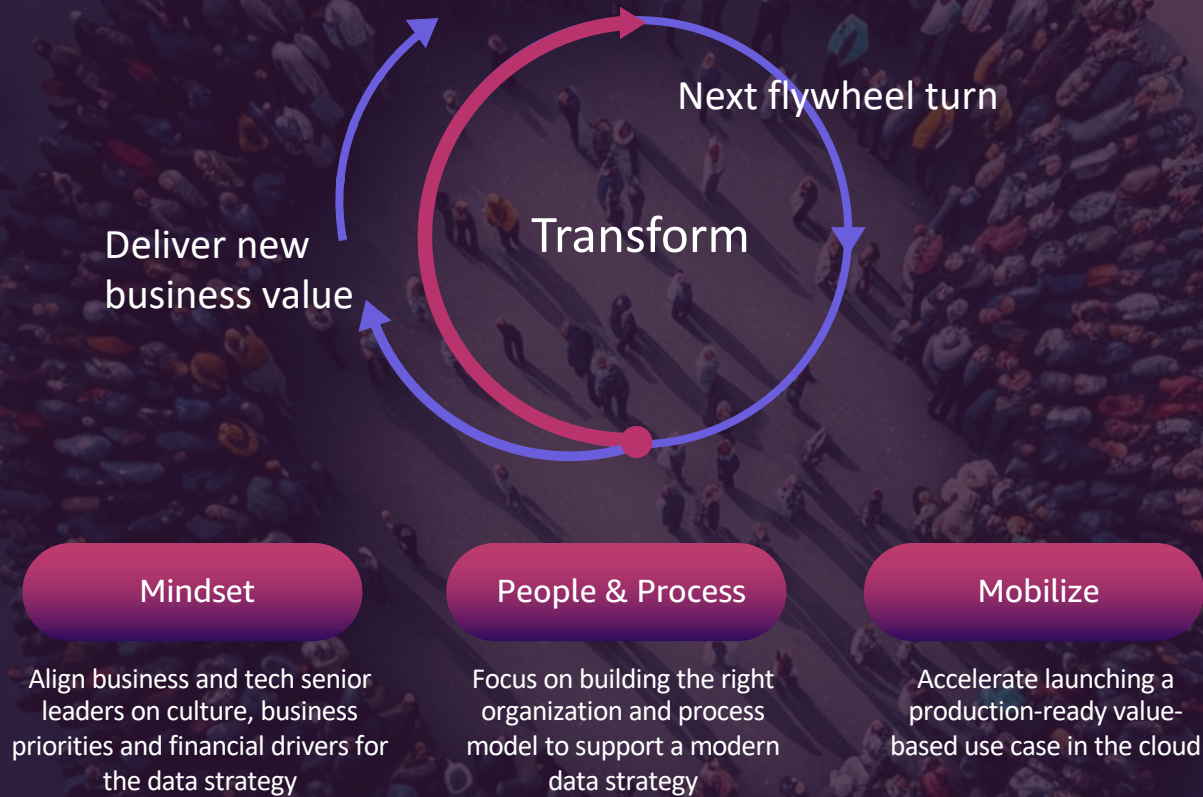 Next flywheel turn
Transform
Deliver new
business value
Mindset
Align business and tech senior
leaders on culture, business
priorities and financial drivers for
the data strategy
People & Process
Focus on building the right
organization and process
model to support a modern
data strategy
Mobilize
Accelerate launching a
production-ready value-
based use case in the cloud